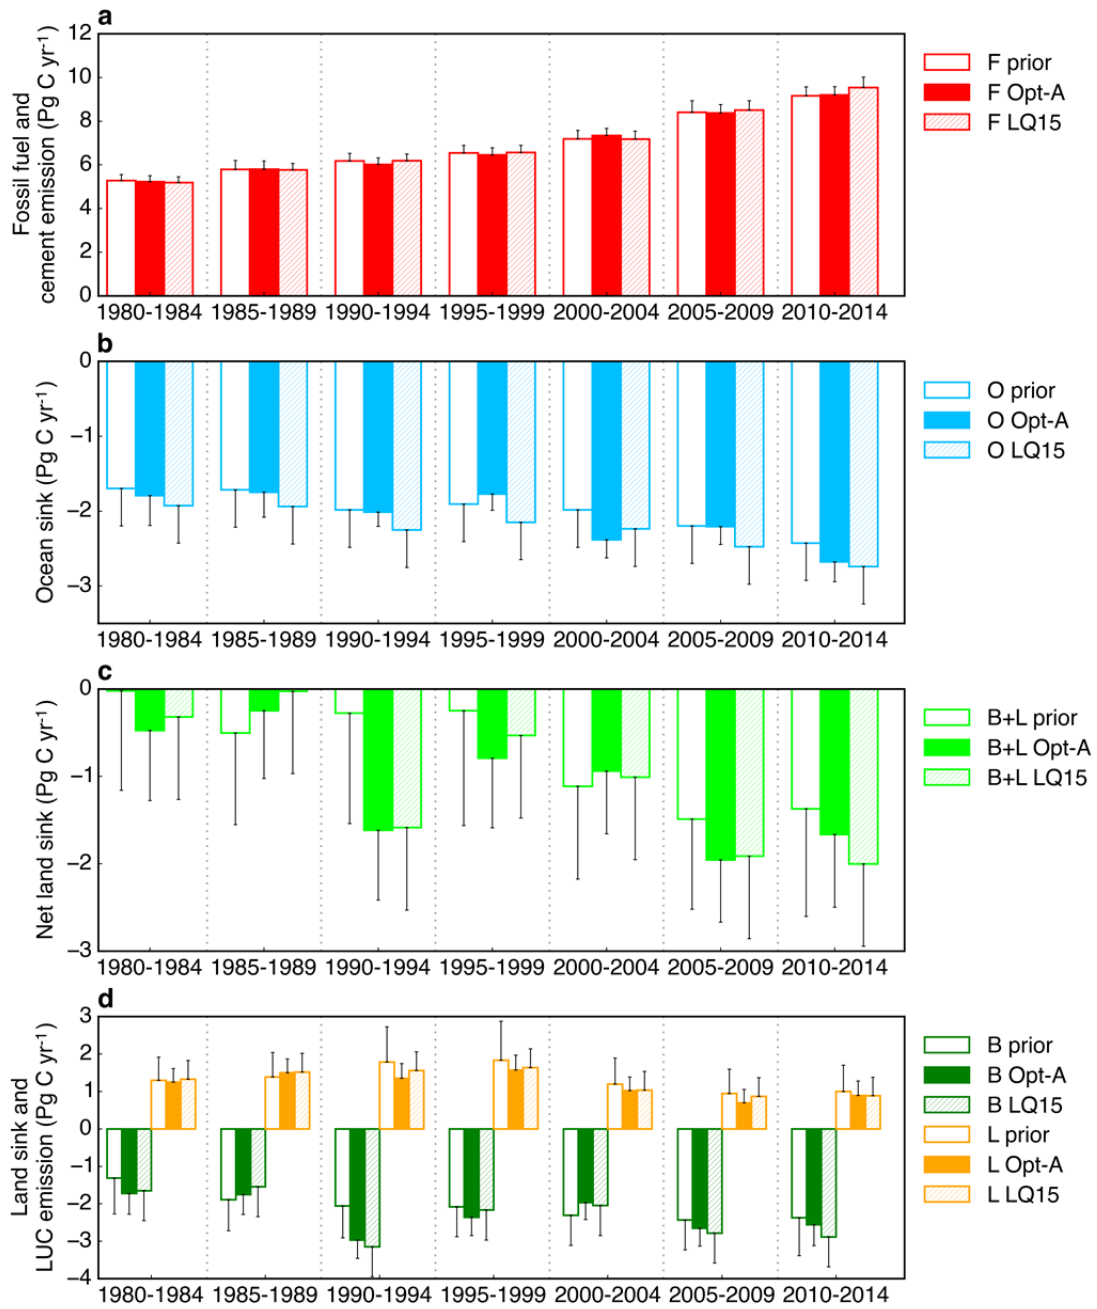 a
Fossil fuel and
cement emission (Pg C yr-1)
12
10
8
6
4
2
0
1980-1984 1985-1989 1990-1994 1995-1999 2000-2004 2005-2009 2010-2014
F prior
F Opt-A
F LQ15
b
Ocean sink (Pg C yr-1)
0
−1
−2
−3
1980-1984 1985-1989 1990-1994 1995-1999 2000-2004 2005-2009 2010-2014
O prior
O Opt-A
O LQ15
c
Net land sink (Pg C yr-1)
0
−1
−2
−3
1980-1984 1985-1989 1990-1994 1995-1999 2000-2004 2005-2009 2010-2014
B+L prior
B+L Opt-A
B+L LQ15
d
Land sink and
LUC emission (Pg C yr-1)
3
2
1
0
−1
−2
−3
−4
1980-1984 1985-1989 1990-1994 1995-1999 2000-2004 2005-2009 2010-2014
B prior
B Opt-A
B LQ15
L prior
L Opt-A
L LQ15